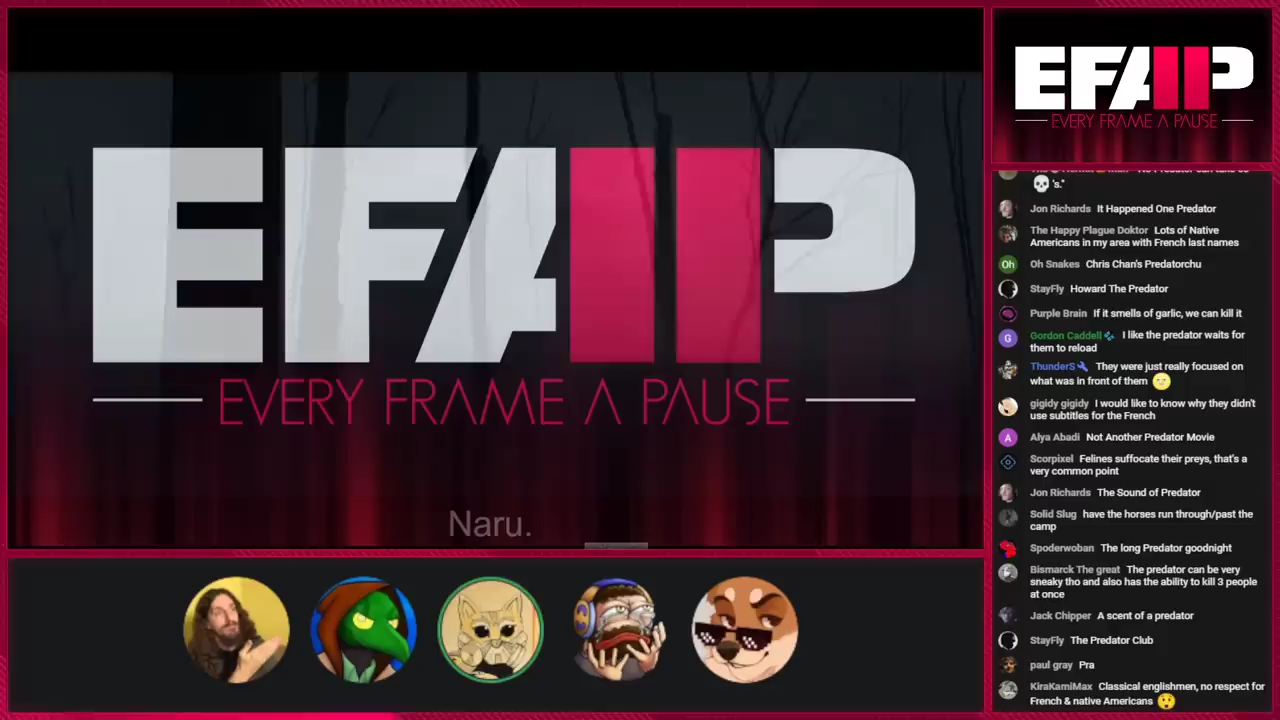 EFAP
EVERY FRAME A PAUSE
Naru.
EFAP
EVERY FRAME A PAUSE
's."
Jon Richards It Happened One Predator
The Happy Plague Doktor Lots of Native
Americans in my area with French last names
Oh
Oh Snakes Chris Chan's Predatorchu
StayFly Howard The Predator
Purple Brain If it smells of garlic, we can kill it
G
Gordon Caddell I like the predator waits for
them to reload
ThunderS They were just really focused on
what was in front of them
gigidy gigidy I would like to know why they didn't
use subtitles for the French
A
Alya Abadi Not Another Predator Movie
Scorpixel Felines suffocate their preys, that's a
very common point
Jon Richards The Sound of Predator
Solid Slug have the horses run through/past the
camp
Spoderwoban The long Predator goodnight
Bismarck The great The predator can be very
sneaky tho and also has the ability to kill 3 people
at once
Jack Chipper A scent of a predator
StayFly The Predator Club
paul gray Pra
KiraKamiMax Classical englishmen, no respect for
French & native Americans